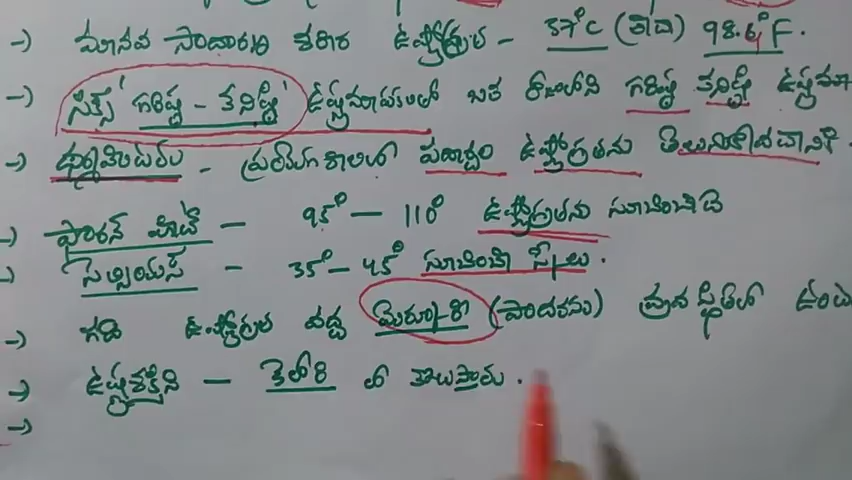 -) మానవ సాదారణ శరీర ఉష్ణోగ్రత - 37°C (లేదా) 98.6°F.
-) సిక్స్ 'గరిష్ట - కనిష్ట' ఉష్ణమాపకంలో ఒక రోజులోని గరిష్ట కనిష్ట ఉష్ణమా
-) థర్మామీటరు - ప్రయోగశాలలో పదార్థం ఉష్ణోగ్రతను తెలుసుకోవడానికి.
-) ఫారన్ హీట్ - 95° - 110° ఉష్ణోగ్రతను సూచించేది
-) సెల్సియస్ - 35° - 45° సూచించే స్కేలు.
-) గది ఉష్ణోగ్రత వద్ద మెర్క్యురీ (పాదరసం) ద్రవ స్థితిలో ఉంటు
-) ఉష్ణశక్తిని - కెలోరి లో కొలుస్తారు.
-)